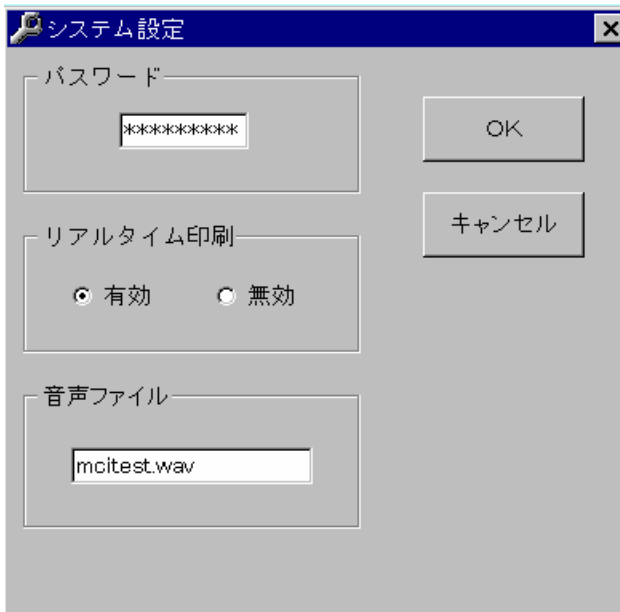 システム設定
パスワード
*********
OK
キャンセル
リアルタイム印刷
有効 無効
音声ファイル
mcitest.wav